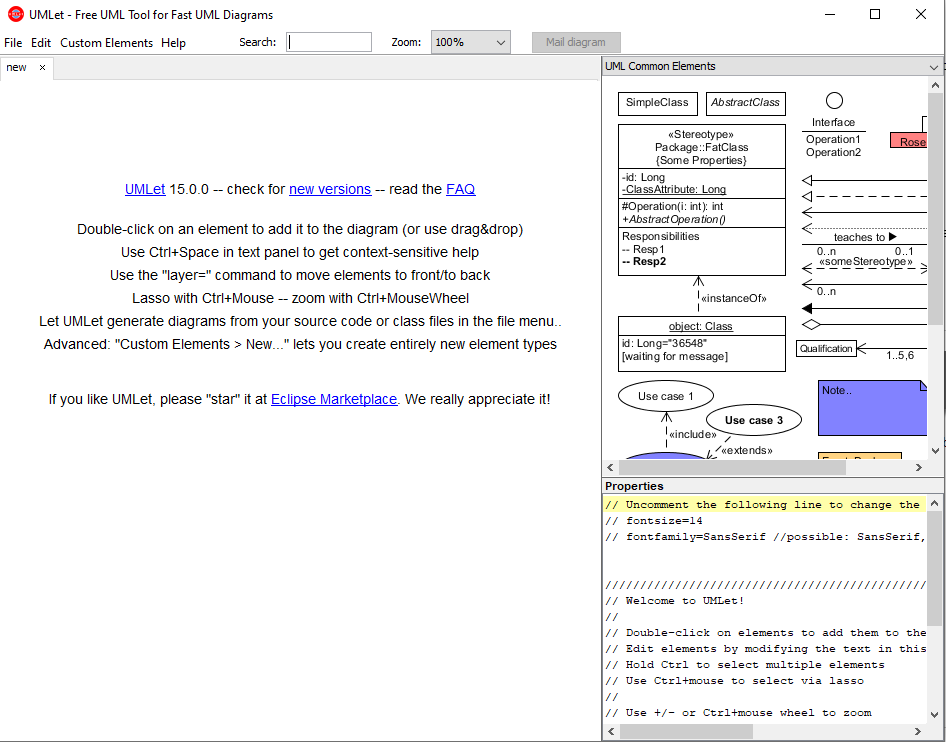 UMLet - Free UML Tool for Fast UML Diagrams
File Edit Custom Elements Help Search: Zoom: 100% Mail diagram
new ×
UMLet 15.0.0 -- check for new versions -- read the FAQ
Double-click on an element to add it to the diagram (or use drag&drop)
Use Ctrl+Space in text panel to get context-sensitive help
Use the "layer=" command to move elements to front/to back
Lasso with Ctrl+Mouse -- zoom with Ctrl+MouseWheel
Let UMLet generate diagrams from your source code or class files in the file menu..
Advanced: "Custom Elements > New..." lets you create entirely new element types
If you like UMLet, please "star" it at Eclipse Marketplace. We really appreciate it!
UML Common Elements
SimpleClass
AbstractClass
«Stereotype»
Package::FatClass
{Some Properties}
-id: Long
-ClassAttribute: Long
#Operation(i: int): int
+AbstractOperation()
Responsibilities
-- Resp1
-- Resp2
Interface
Operation1
Operation2
Rose
teaches to
0..n 0..1
«someStereotype»
0..n
«instanceOf»
object: Class
id: Long="36548"
[waiting for message]
Qualification
1..5,6
Use case 1
Use case 3
«include»
«extends»
Note..
Properties
// Uncomment the following line to change the
// fontsize=14
// fontfamily=SansSerif //possible: SansSerif,
//////////////////////////////////////////////
// Welcome to UMLet!
//
// Double-click on elements to add them to the
// Edit elements by modifying the text in this
// Hold Ctrl to select multiple elements
// Use Ctrl+mouse to select via lasso
//
// Use +/- or Ctrl+mouse wheel to zoom